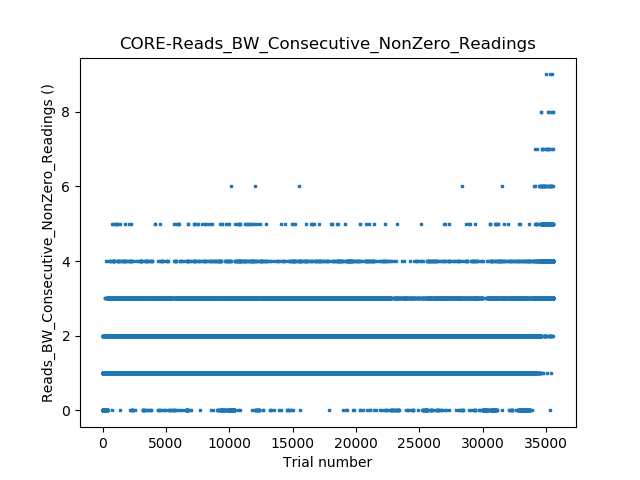 CORE-Reads_BW_Consecutive_NonZero_Readings
Reads_BW_Consecutive_NonZero_Readings ()
8
6
4
2
0
0 5000 10000 15000 20000 25000 30000 35000
Trial number